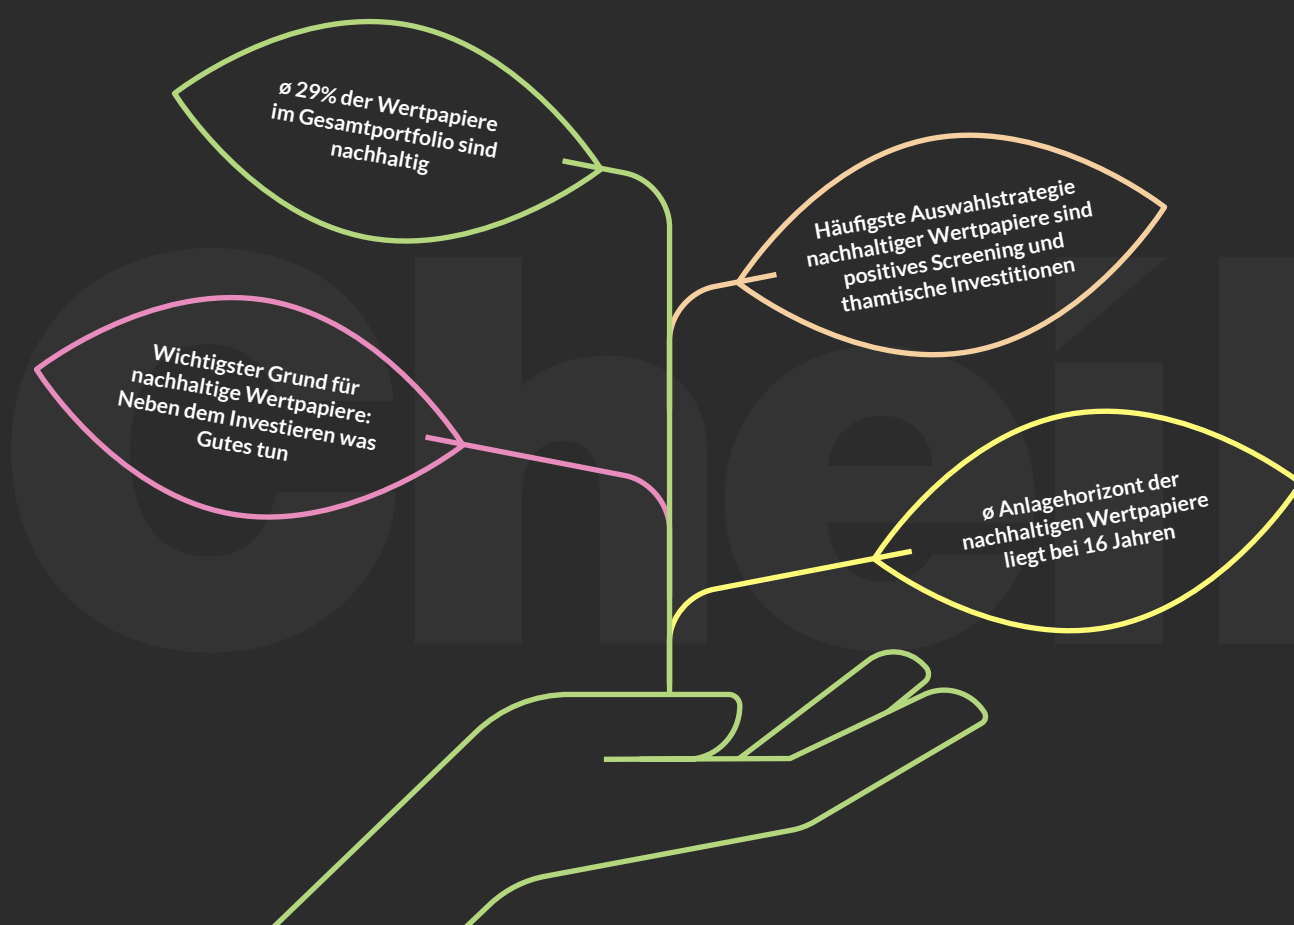 ø 29% der Wertpapiere
im Gesamtportfolio sind
nachhaltig
Häufigste Auswahlstrategie
nachhaltiger Wertpapiere sind
positives Screening und
thamtische Investitionen
Wichtigster Grund für
nachhaltige Wertpapiere:
Neben dem Investieren was
Gutes tun
ø Anlagehorizont der
nachhaltigen Wertpapiere
liegt bei 16 Jahren